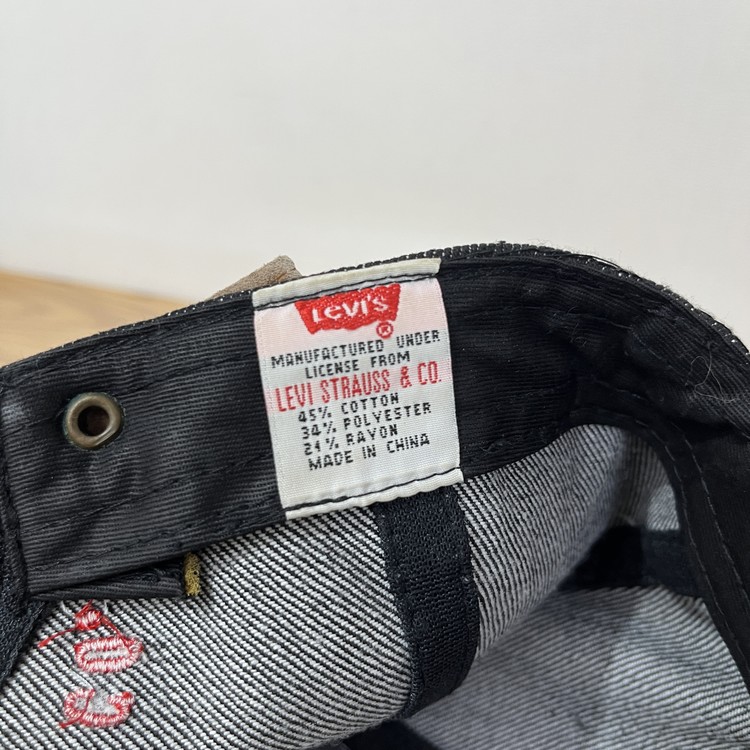 Levi's
®
MANUFACTURED UNDER
LICENSE FROM
LEVI STRAUSS & CO.
45% COTTON
34% POLYESTER
21% RAYON
MADE IN CHINA